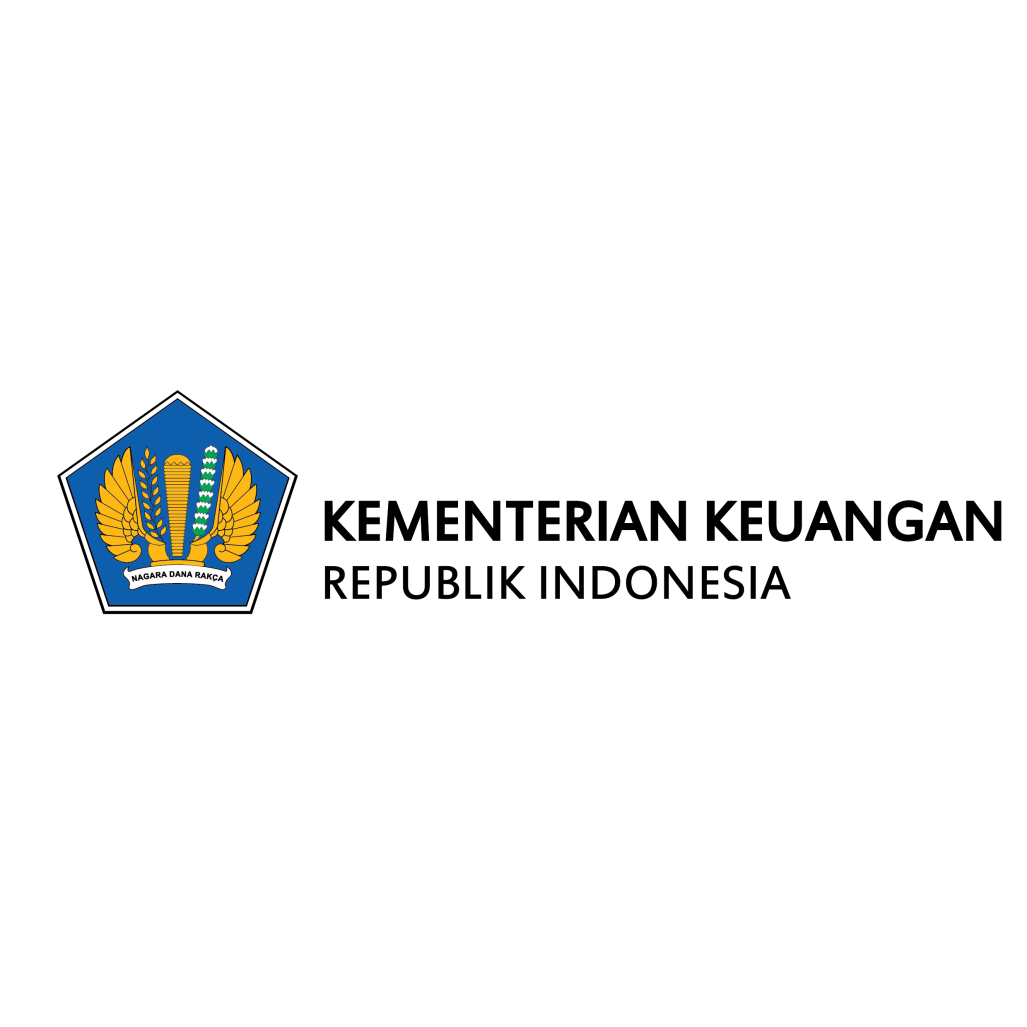 NAGARA DANA RAKÇA
KEMENTERIAN KEUANGAN
REPUBLIK INDONESIA